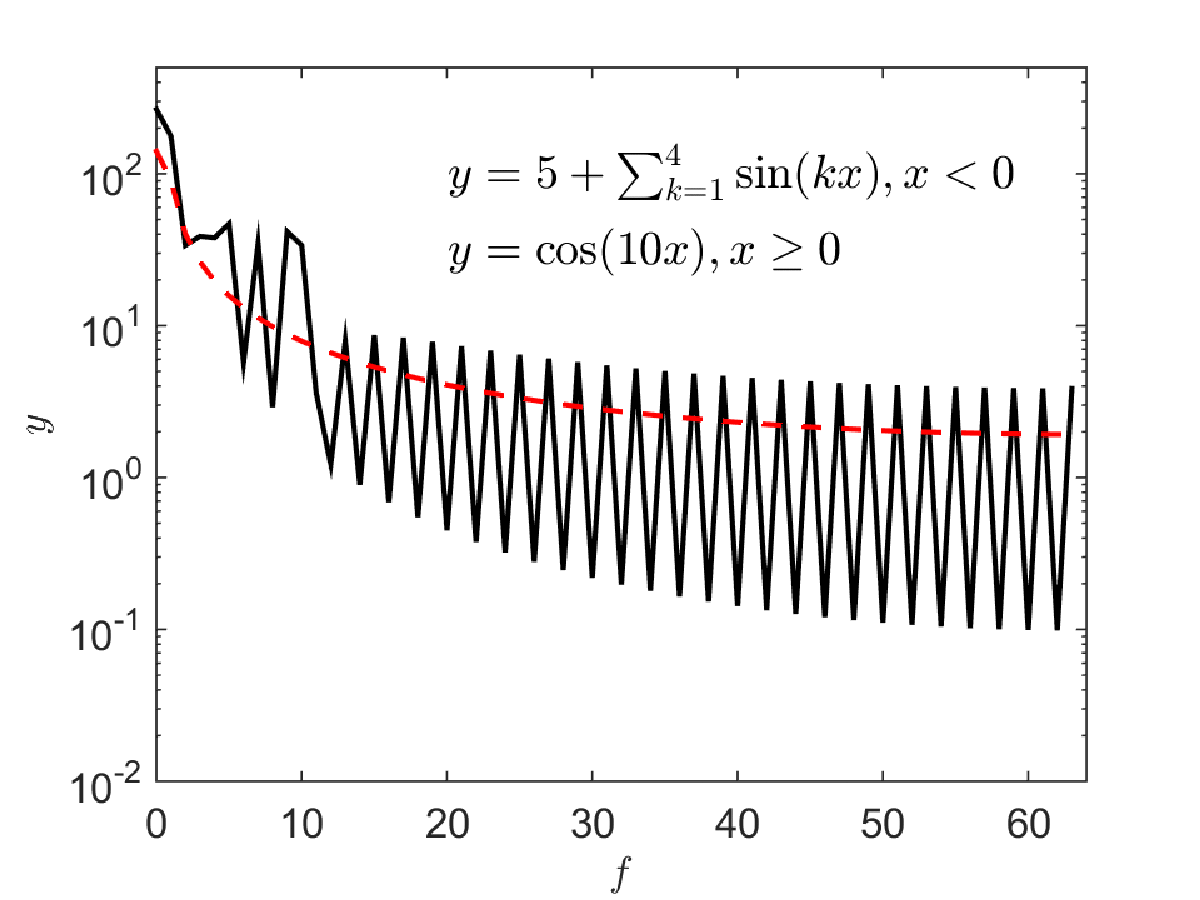 y = 5 + ∑_{k=1}^{4} sin(kx), x < 0
y = cos(10x), x ≥ 0
10^2
10^1
10^0
10^{-1}
10^{-2}
y
0 10 20 30 40 50 60
f